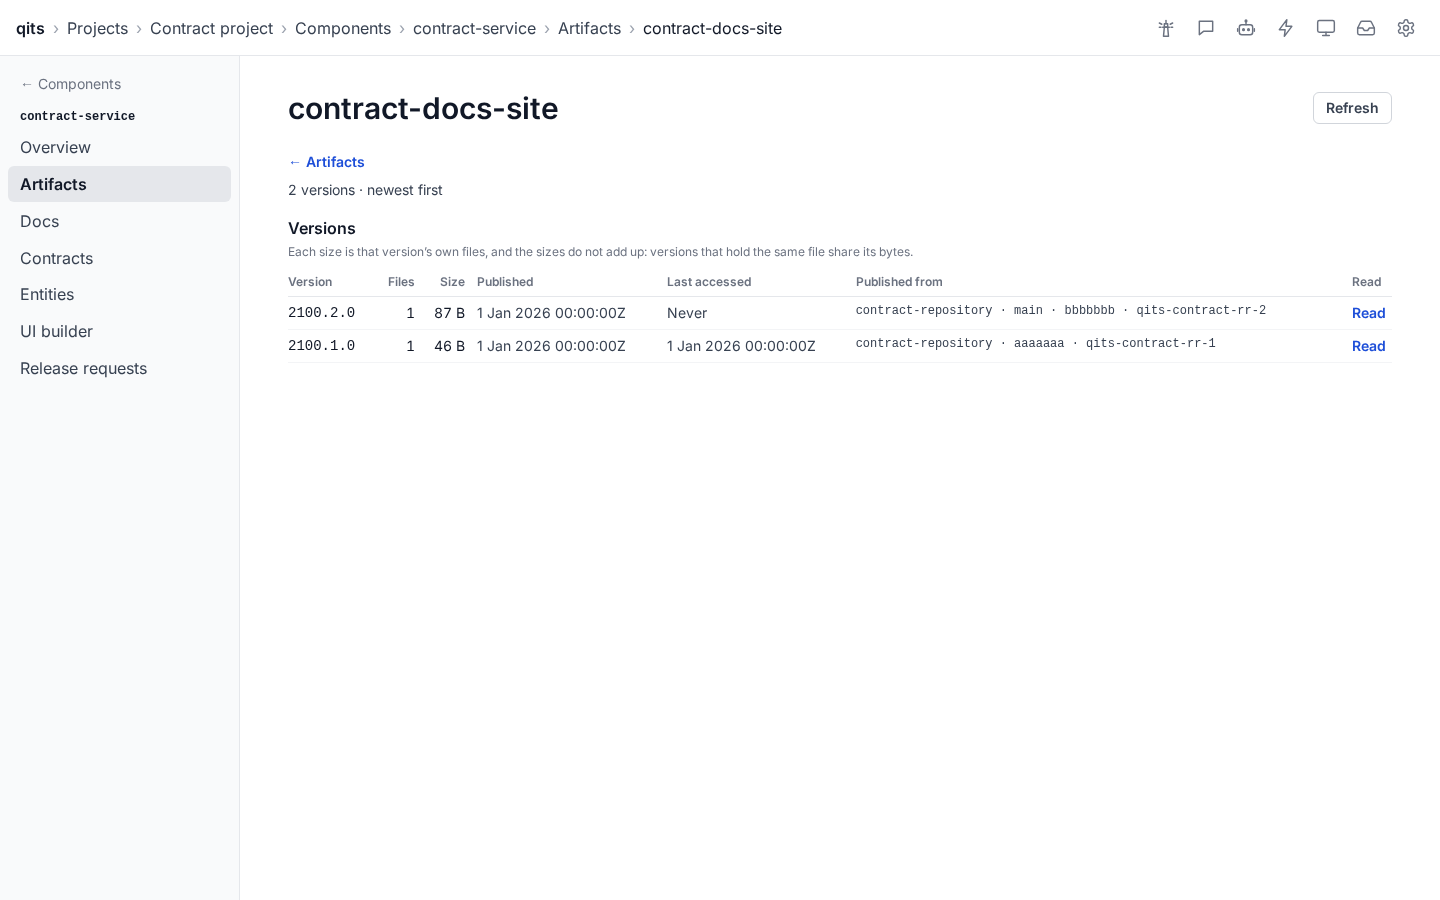 qits › Projects › Contract project › Components › contract-service › Artifacts › contract-docs-site
← Components
contract-service
Overview
Artifacts
Docs
Contracts
Entities
UI builder
Release requests
contract-docs-site
Refresh
← Artifacts
2 versions · newest first
Versions
Each size is that version’s own files, and the sizes do not add up: versions that hold the same file share its bytes.
Version Files Size Published Last accessed Published from Read
2100.2.0 1 87 B 1 Jan 2026 00:00:00Z Never contract-repository · main · bbbbbbb · qits-contract-rr-2 Read
2100.1.0 1 46 B 1 Jan 2026 00:00:00Z 1 Jan 2026 00:00:00Z contract-repository · aaaaaaa · qits-contract-rr-1 Read